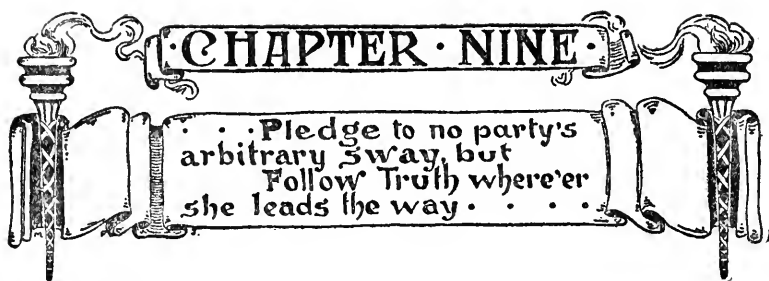 ·CHAPTER·NINE·
· · ·Pledge to no party's
arbitrary sway, but
Follow Truth where'er
she leads the way· · · ·